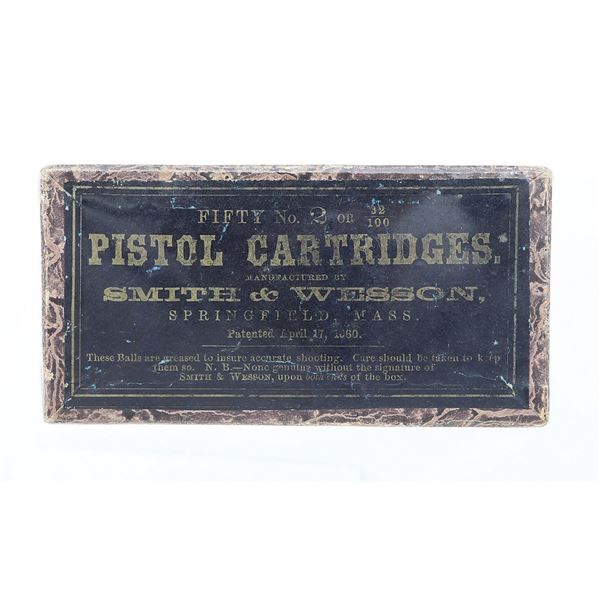 FIFTY No. 2 OR 32/100
PISTOL CARTRIDGES.
MANUFACTURED BY
SMITH & WESSON,
SPRINGFIELD, MASS.
Patented April 17, 1860.
These Balls are greased to insure accurate shooting. Care should be taken to keep
them so. N. B.—None genuine without the signature of
SMITH & WESSON, upon both ends of the box.